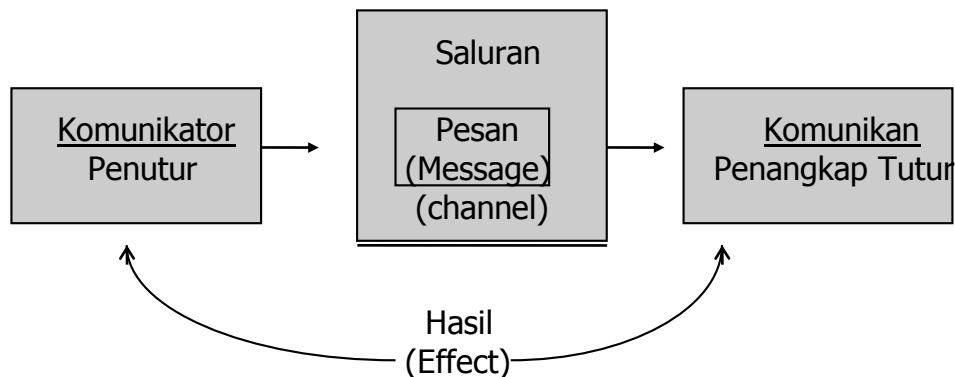 Komunikator
Penutur
Saluran
Pesan
(Message)
(channel)
Komunikan
Penangkap Tutur
Hasil
(Effect)